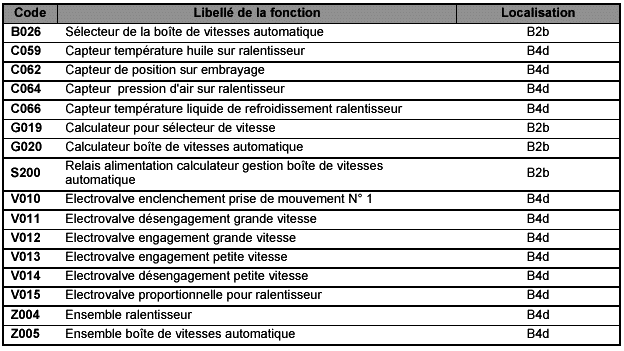 Code Libellé de la fonction Localisation
B026 Sélecteur de la boîte de vitesses automatique B2b
C059 Capteur température huile sur ralentisseur B4d
C062 Capteur de position sur embrayage B4d
C064 Capteur pression d'air sur ralentisseur B4d
C066 Capteur température liquide de refroidissement ralentisseur B4d
G019 Calculateur pour sélecteur de vitesse B2b
G020 Calculateur boîte de vitesses automatique B2b
S200 Relais alimentation calculateur gestion boîte de vitesses B2b
automatique
V010 Electrovalve enclenchement prise de mouvement N° 1 B4d
V011 Electrovalve désengagement grande vitesse B4d
V012 Electrovalve engagement grande vitesse B4d
V013 Electrovalve engagement petite vitesse B4d
V014 Electrovalve désengagement petite vitesse B4d
V015 Electrovalve proportionnelle pour ralentisseur B4d
Z004 Ensemble ralentisseur B4d
Z005 Ensemble boîte de vitesses automatique B4d